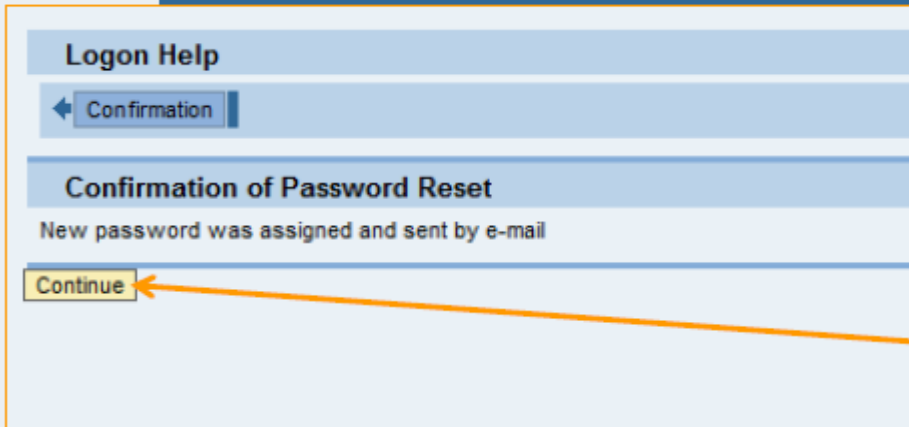 Logon Help
Confirmation
Confirmation of Password Reset
New password was assigned and sent by e-mail
Continue